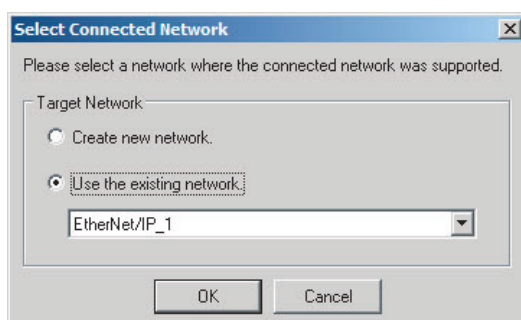 Select Connected Network
Please select a network where the connected network was supported.
Target Network
Create new network.
Use the existing network.
EtherNet/IP_1
OK
Cancel